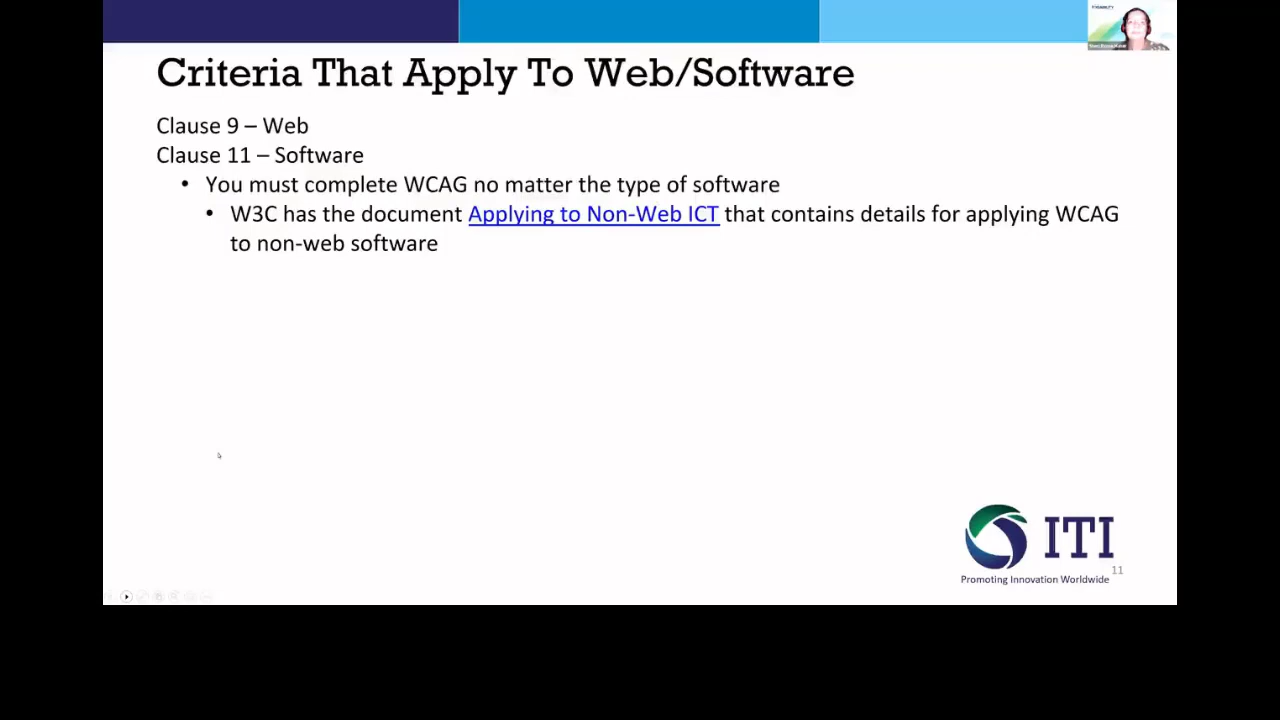 Criteria That Apply To Web/Software
Clause 9 – Web
Clause 11 – Software
• You must complete WCAG no matter the type of software
• W3C has the document Applying to Non-Web ICT that contains details for applying WCAG
to non-web software
ITI
Promoting Innovation Worldwide
11